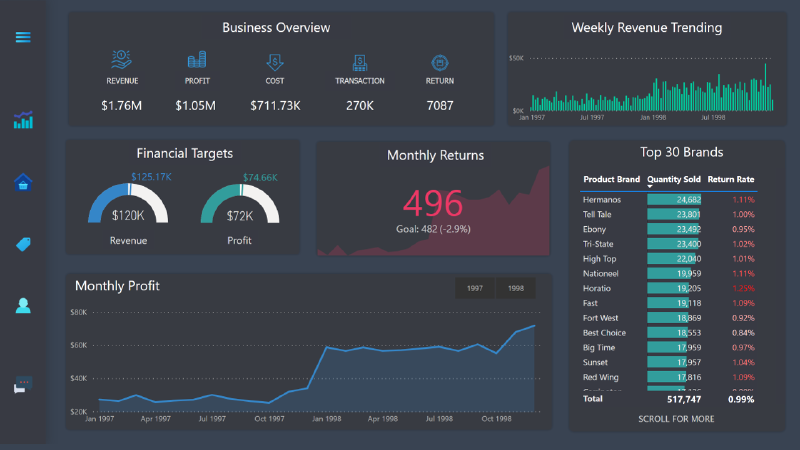 Business Overview
REVENUE PROFIT COST TRANSACTION RETURN
$1.76M $1.05M $711.73K 270K 7087
Weekly Revenue Trending
$50K
$0K
Jan 1997 Jul 1997 Jan 1998 Jul 1998
Financial Targets
$125.17K $74.66K
$120K $72K
Revenue Profit
Monthly Returns
496
Goal: 482 (-2.9%)
Top 30 Brands
Product Brand Quantity Sold Return Rate
Hermanos 24,682 1.11%
Tell Tale 23,801 1.00%
Ebony 23,492 0.95%
Tri-State 23,400 1.02%
High Top 22,040 1.01%
Nationeel 19,959 1.11%
Horatio 19,205 1.25%
Fast 19,118 1.09%
Fort West 18,869 0.92%
Best Choice 18,553 0.84%
Big Time 17,959 0.97%
Sunset 17,957 1.04%
Red Wing 17,816 1.09%
Total 517,747 0.99%
SCROLL FOR MORE
Monthly Profit
1997 1998
$80K
$60K
$40K
$20K
Jan 1997 Apr 1997 Jul 1997 Oct 1997 Jan 1998 Apr 1998 Jul 1998 Oct 1998